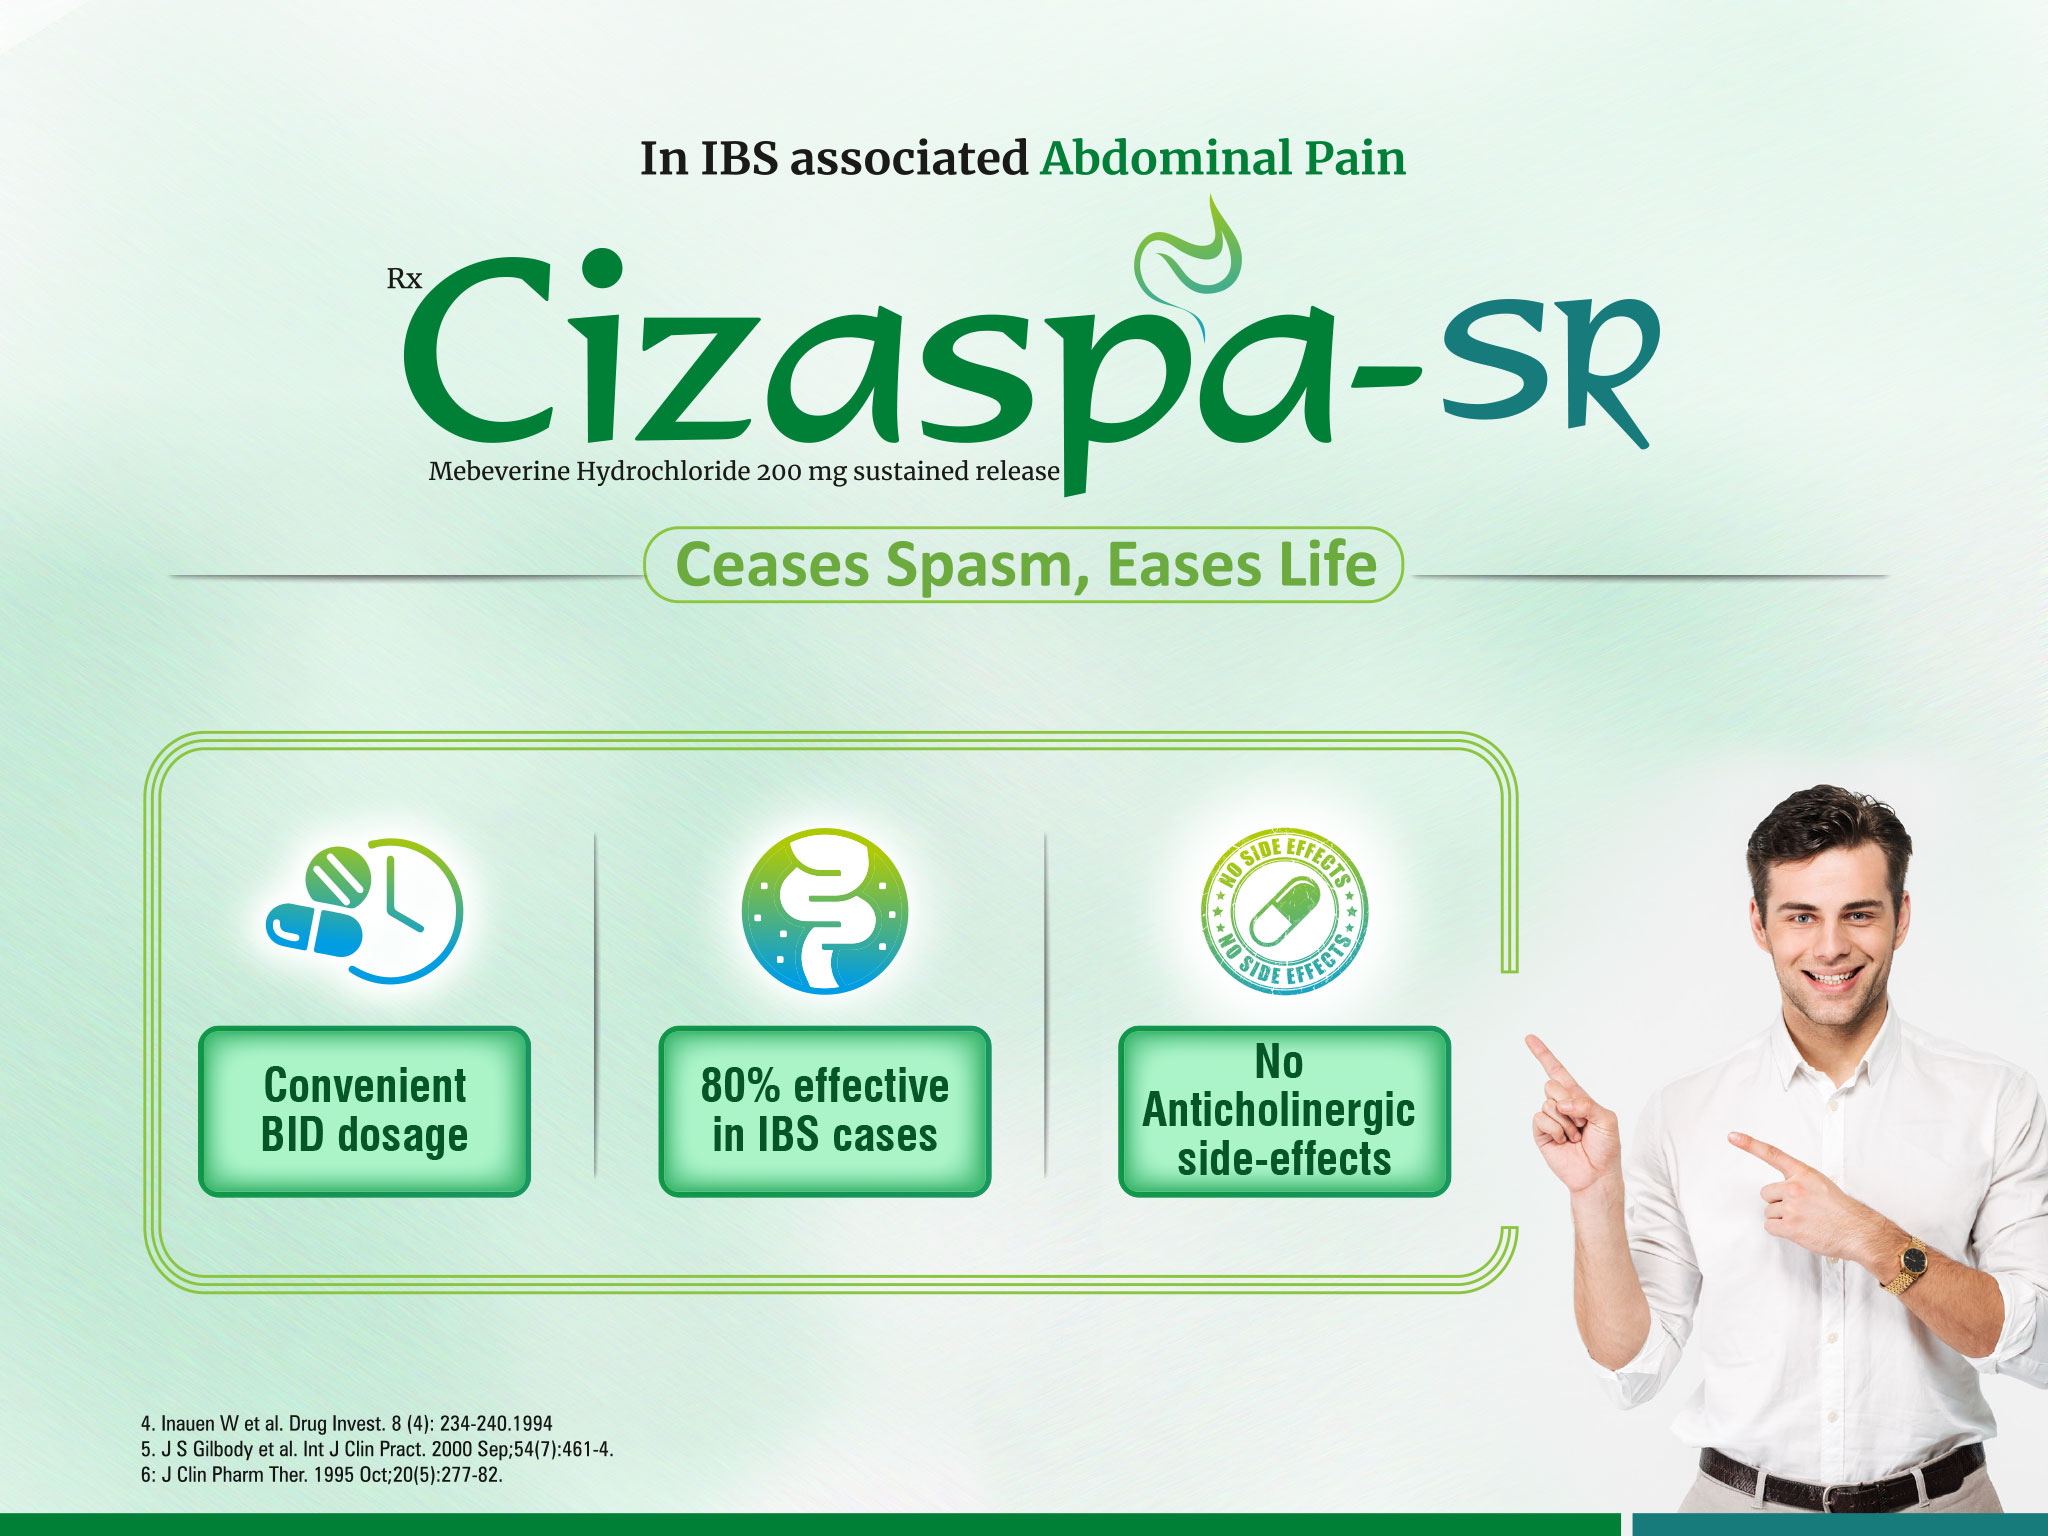 In IBS associated Abdominal Pain
Rx
Cizaspa-SR
Mebeverine Hydrochloride 200 mg sustained release
Ceases Spasm, Eases Life
Convenient
BID dosage
80% effective
in IBS cases
NO SIDE EFFECTS
NO SIDE EFFECTS
No
Anticholinergic
side-effects
4. Inauen W et al. Drug Invest. 8 (4): 234-240.1994
5. J S Gilbody et al. Int J Clin Pract. 2000 Sep;54(7):461-4.
6: J Clin Pharm Ther. 1995 Oct;20(5):277-82.